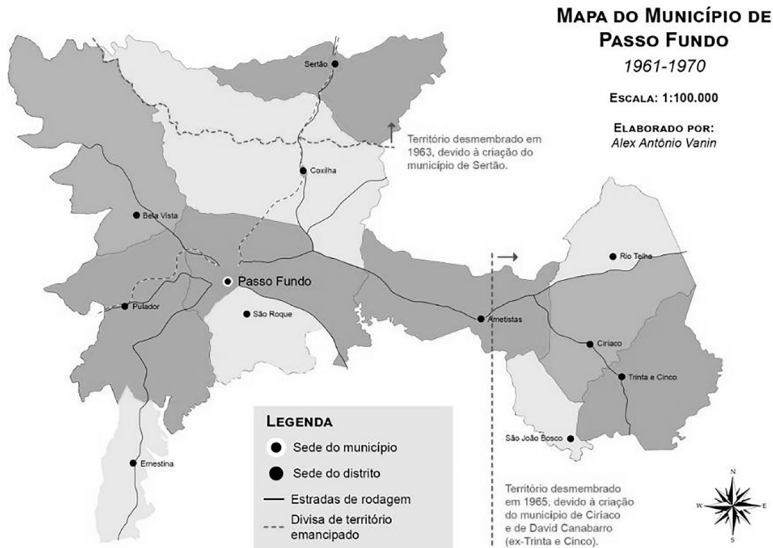 MAPA DO MUNICÍPIO DE
PASSO FUNDO
1961-1970
ESCALA: 1:100.000
ELABORADO POR:
Alex Antônio Vanin
Sertão
Território desmembrado em
1963, devido à criação do
município de Sertão.
Coxilha
Bela Vista
Rio Telha
Passo Fundo
Pulador
São Roque
Ametistas
Ciríaco
Trinta e Cinco
São João Bosco
Ernestina
LEGENDA
Sede do município
Sede do distrito
Estradas de rodagem
Divisa de território
emancipado
Território desmembrado
em 1965, devido à criação
do município de Ciríaco
e de David Canabarro
(ex-Trinta e Cinco).
N
W
E
S